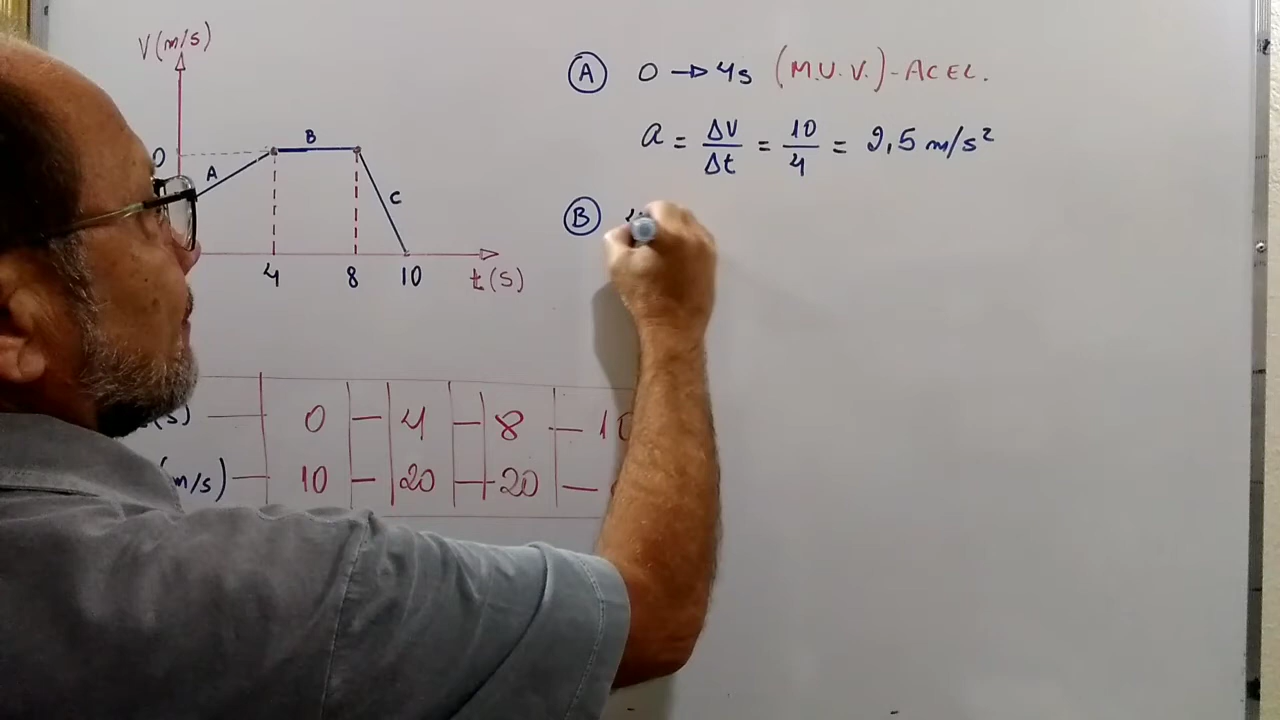 V(m/s)
A
B
C
4 8 10 t(s)
(s) 0 - 4 - 8 - 10
m/s) 10 - 20 - 20 -
A 0 → 4s (M.U.V.) - ACEL.
a = ΔV/Δt = 10/4 = 2,5 m/s²
B